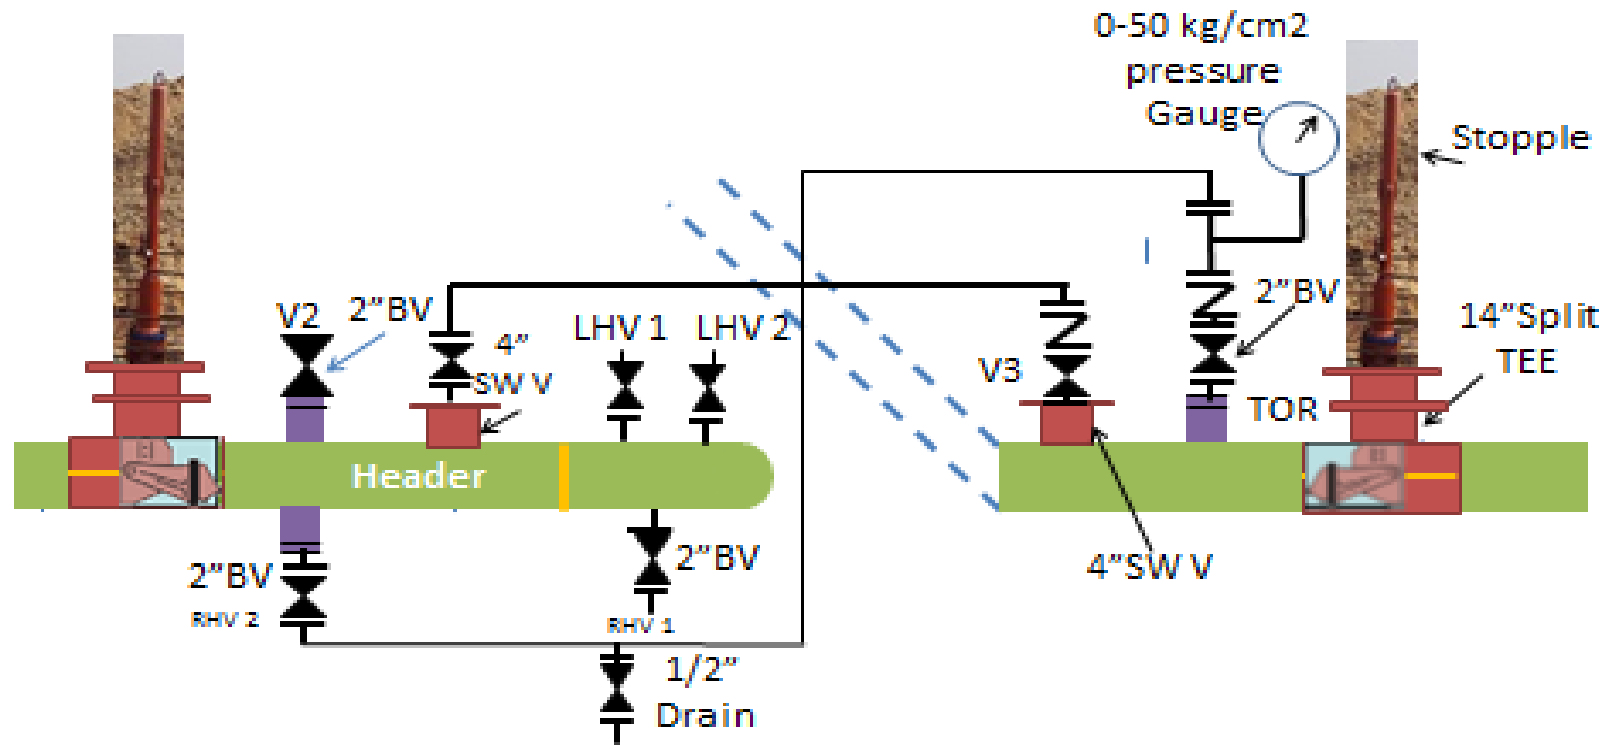 0-50 kg/cm2
pressure
Gauge
Stopple
V2
2"BV
4"
SW V
LHV 1
LHV 2
V3
2"BV
14"Split
TEE
TOR
Header
2"BV
RHV 2
2"BV
RHV 1
4"SW V
1/2"
Drain